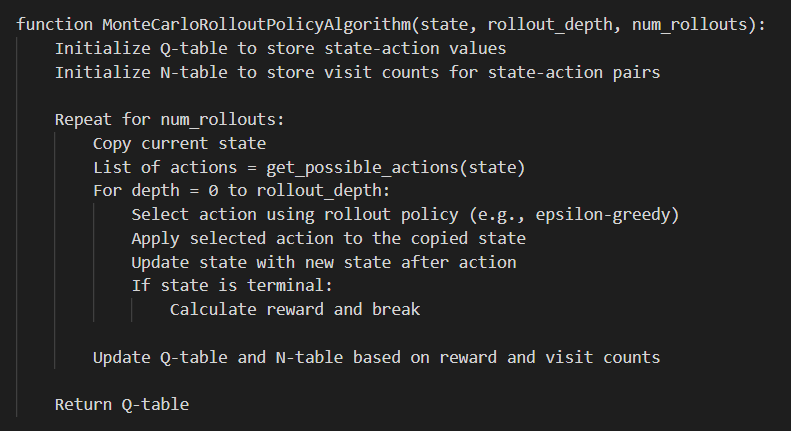 function MonteCarloRolloutPolicyAlgorithm(state, rollout_depth, num_rollouts):
Initialize Q-table to store state-action values
Initialize N-table to store visit counts for state-action pairs
Repeat for num_rollouts:
Copy current state
List of actions = get_possible_actions(state)
For depth = 0 to rollout_depth:
Select action using rollout policy (e.g., epsilon-greedy)
Apply selected action to the copied state
Update state with new state after action
If state is terminal:
Calculate reward and break
Update Q-table and N-table based on reward and visit counts
Return Q-table